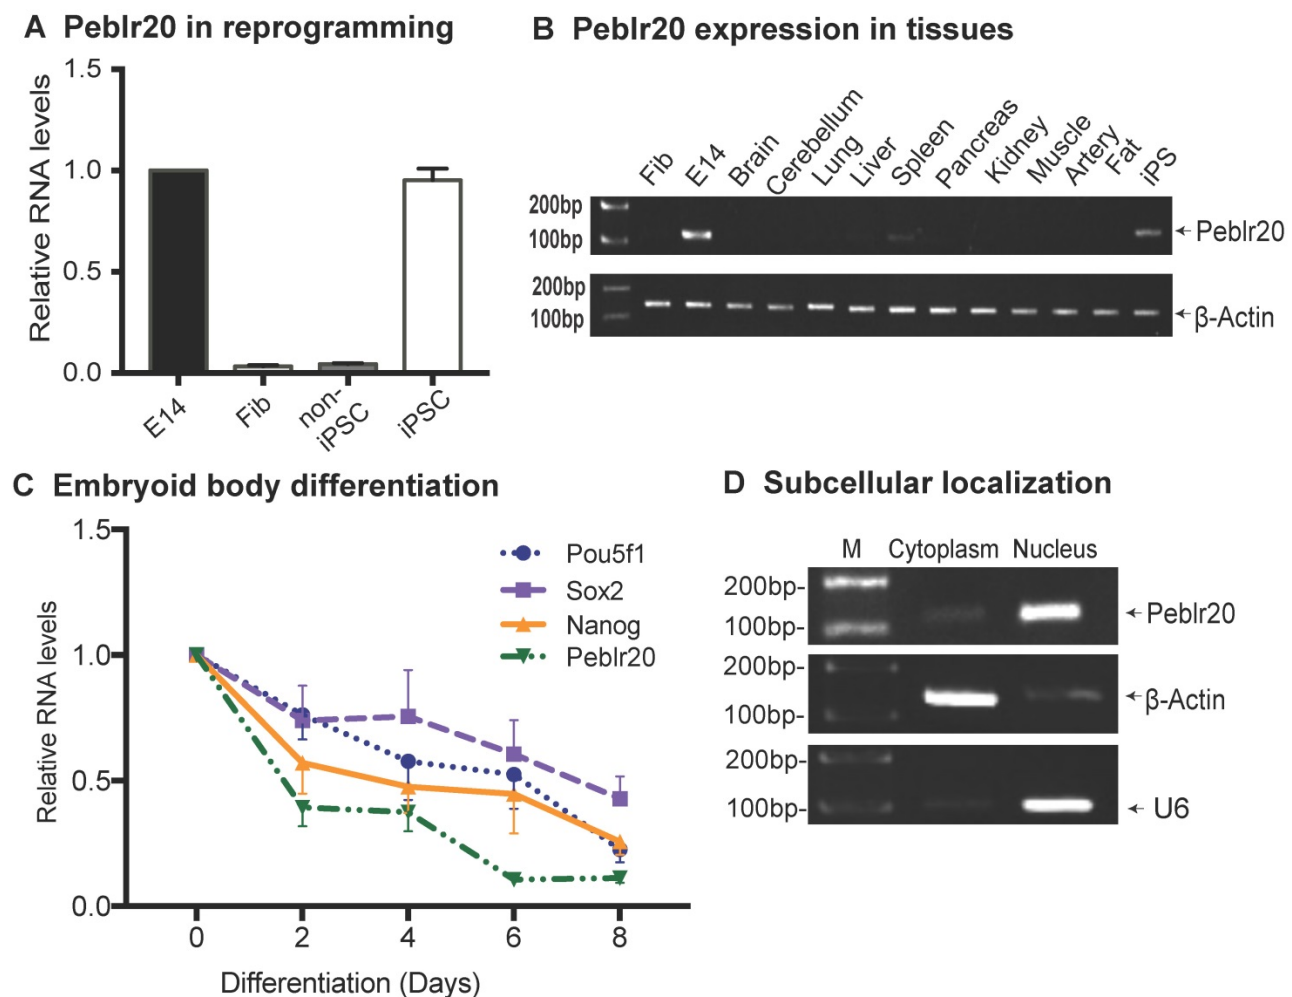 A Peblr20 in reprogramming
Relative RNA levels
1.5
1.0
0.5
0.0
E14
Fib
non-
iPSC
iPSC
B Peblr20 expression in tissues
Fib
E14
Brain
Cerebellum
Lung
Liver
Spleen
Pancreas
Kidney
Muscle
Artery
Fat
iPS
200bp
100bp
←Peblr20
200bp
100bp
←β-Actin
C Embryoid body differentiation
Relative RNA levels
1.5
1.0
0.5
0.0
Pou5f1
Sox2
Nanog
Peblr20
0 2 4 6 8
Differentiation (Days)
D Subcellular localization
M Cytoplasm Nucleus
200bp-
100bp-
←Peblr20
200bp-
100bp-
←β-Actin
200bp-
100bp-
←U6